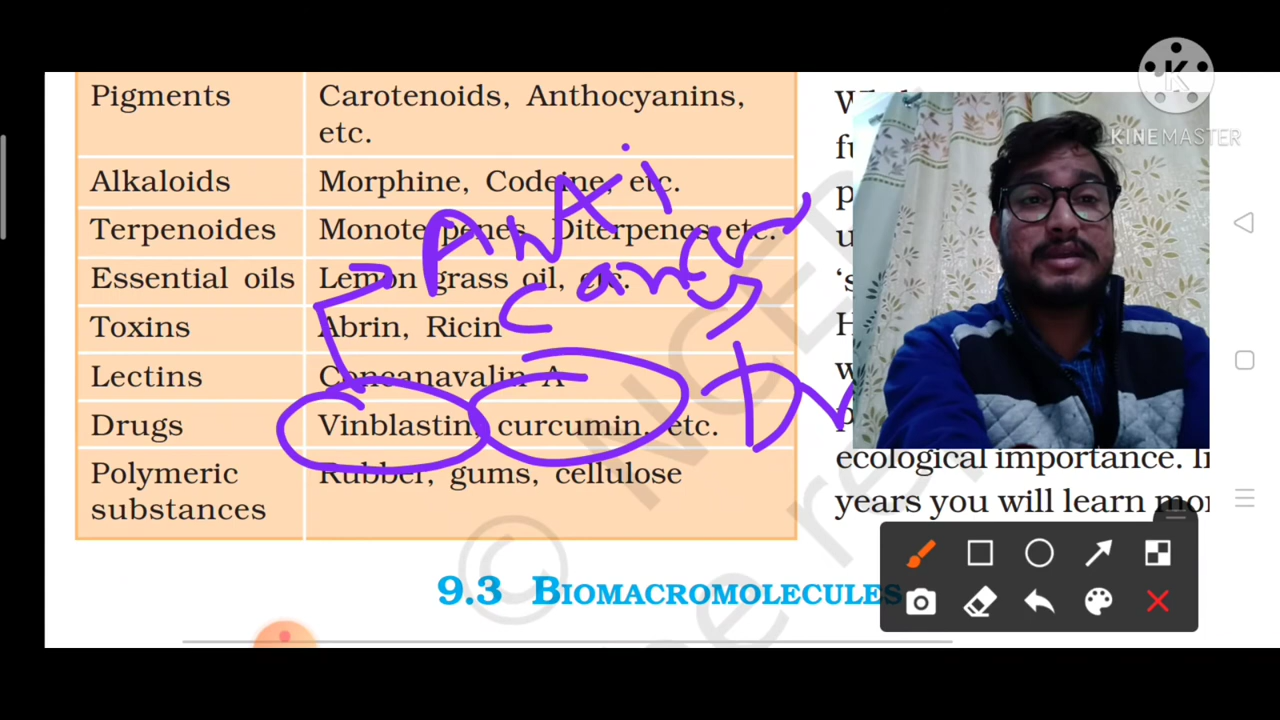 Pigments Carotenoids, Anthocyanins,
etc.
Alkaloids Morphine, Codeine, etc.
Terpenoides Monoterpenes, Diterpenes etc.
Essential oils Lemon grass oil, etc.
Toxins Abrin, Ricin
Lectins Concanavalin A
Drugs Vinblastin, curcumin, etc.
Polymeric Rubber, gums, cellulose
substances
9.3 BIOMACROMOLECULES
ecological importance.
years you will learn
Anti
cancer
K
KINEMASTER
© NCERT